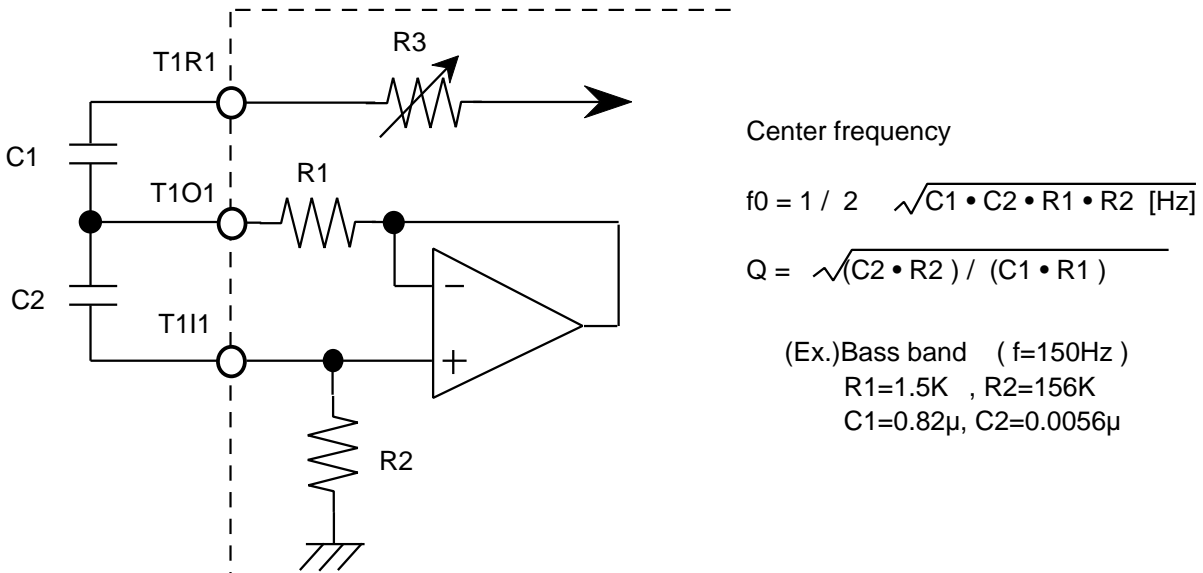 R3
T1R1
Center frequency
C1
R1
T1O1
f0 = 1 / 2 √C1 • C2 • R1 • R2 [Hz]
Q = √(C2 • R2 ) / (C1 • R1 )
−
C2
T1I1
(Ex.)Bass band ( f=150Hz )
+
R1=1.5K , R2=156K
C1=0.82µ, C2=0.0056µ
R2